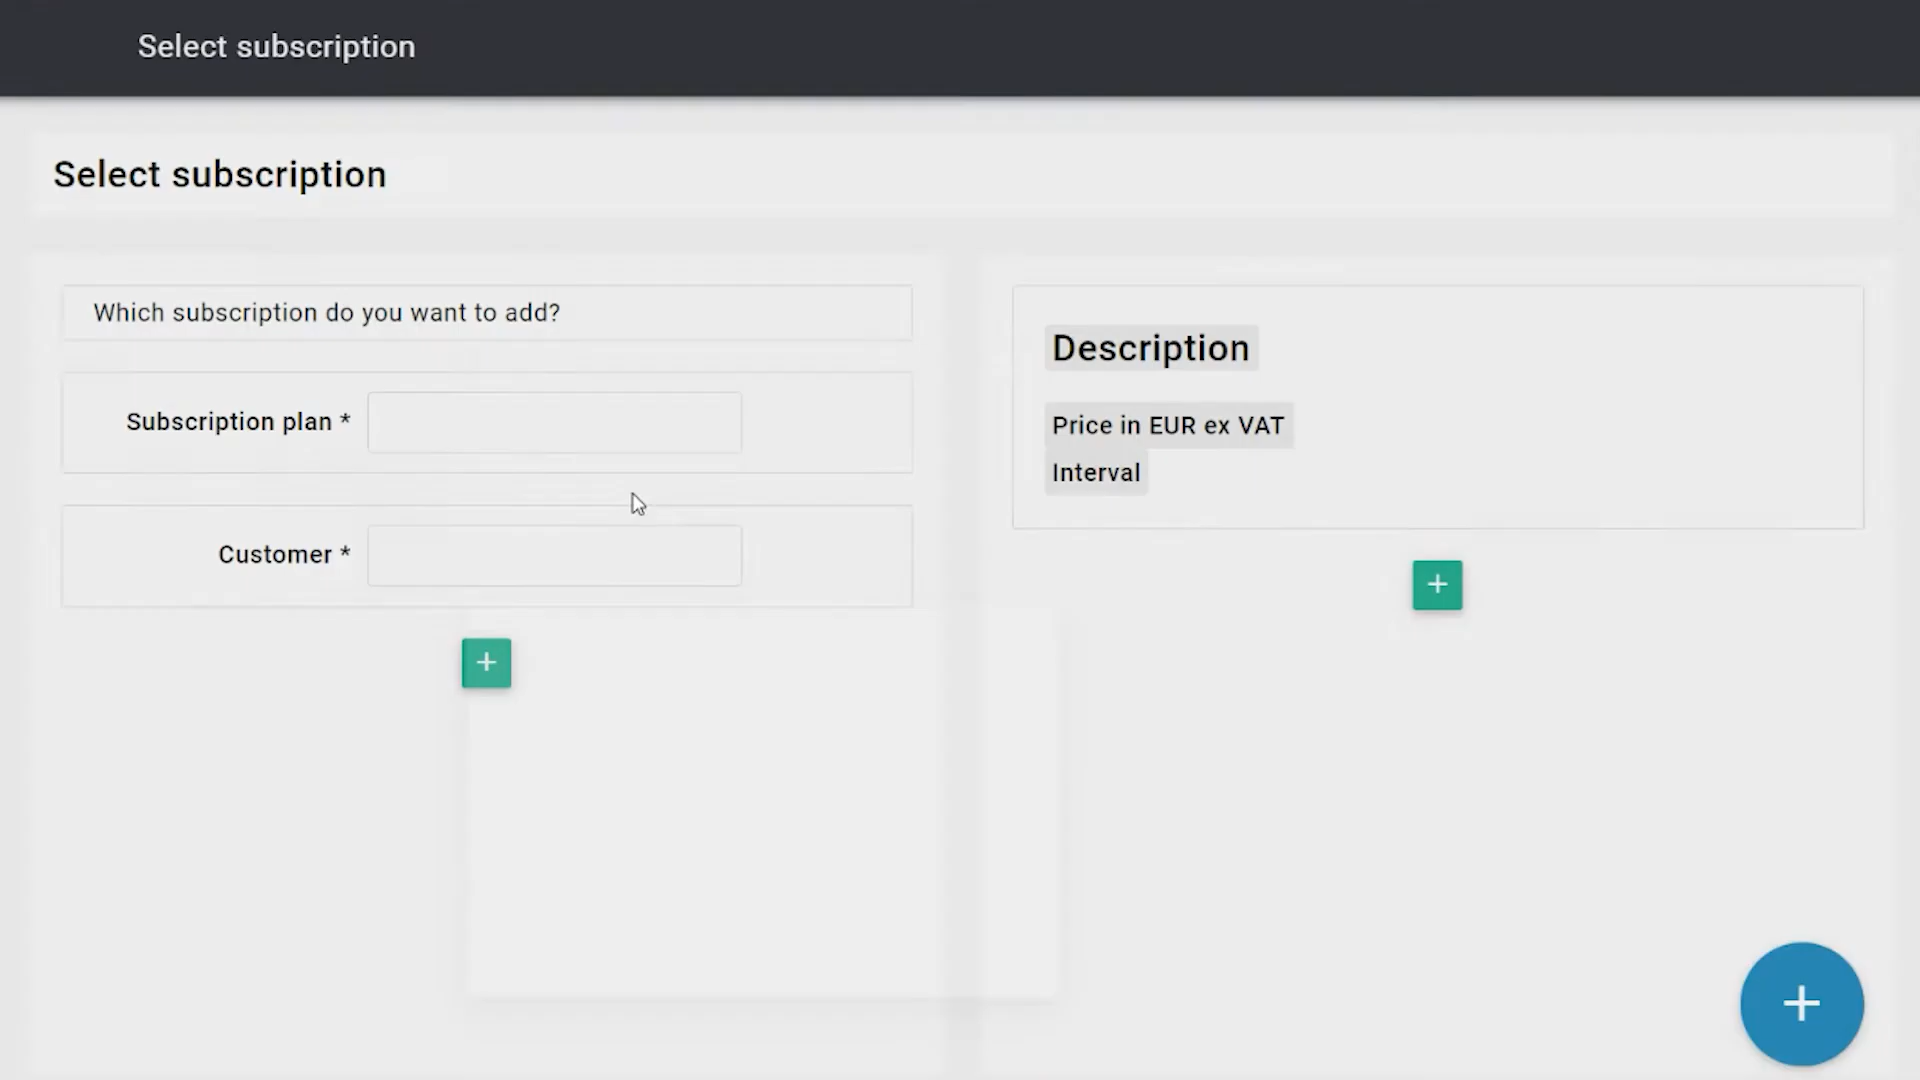 Select subscription
Select subscription
Which subscription do you want to add?
Subscription plan *
Customer *
Description
Price in EUR ex VAT
Interval